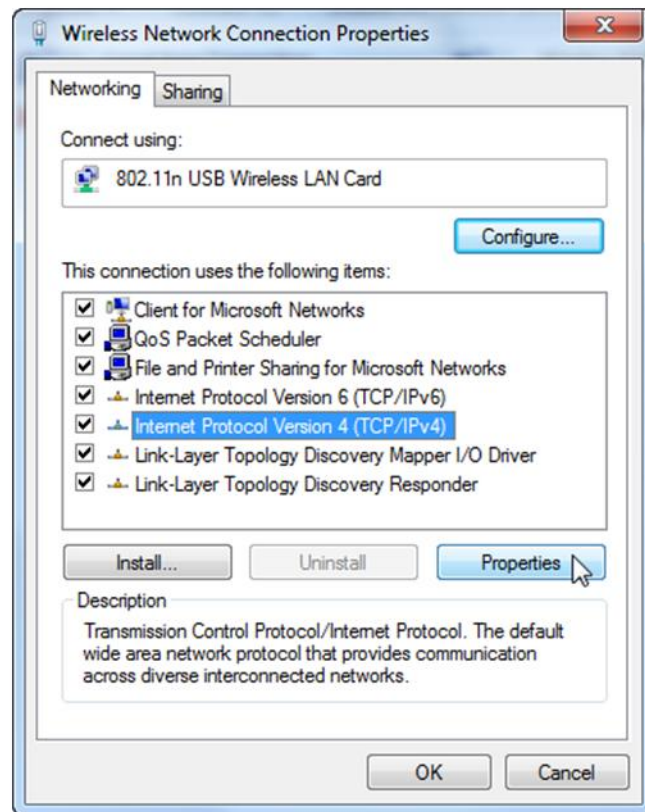 Wireless Network Connection Properties
Networking
Sharing
Connect using:
802.11n USB Wireless LAN Card
Configure...
This connection uses the following items:
Client for Microsoft Networks
QoS Packet Scheduler
File and Printer Sharing for Microsoft Networks
Internet Protocol Version 6 (TCP/IPv6)
Internet Protocol Version 4 (TCP/IPv4)
Link-Layer Topology Discovery Mapper I/O Driver
Link-Layer Topology Discovery Responder
Install...
Uninstall
Properties
Description
Transmission Control Protocol/Internet Protocol. The default
wide area network protocol that provides communication
across diverse interconnected networks.
OK
Cancel